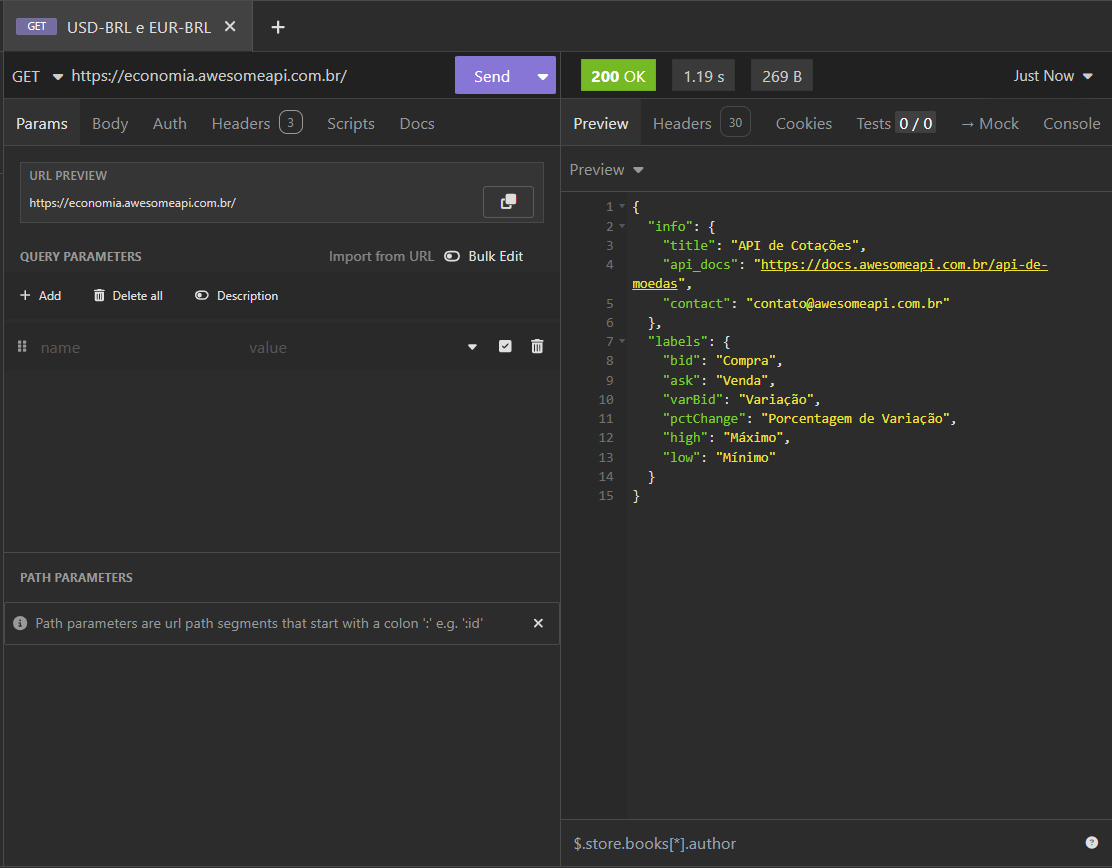 GET USD-BRL e EUR-BRL ✕ +
GET https://economia.awesomeapi.com.br/ Send
Params Body Auth Headers 3 Scripts Docs
URL PREVIEW
https://economia.awesomeapi.com.br/
QUERY PARAMETERS Import from URL Bulk Edit
+ Add Delete all Description
name value
PATH PARAMETERS
Path parameters are url path segments that start with a colon ':' e.g. ':id' ✕
200 OK 1.19 s 269 B Just Now
Preview Headers 30 Cookies Tests 0 / 0 → Mock Console
Preview
1 {
2 "info": {
3 "title": "API de Cotações",
4 "api_docs": "https://docs.awesomeapi.com.br/api-de-
moedas",
5 "contact": "contato@awesomeapi.com.br"
6 },
7 "labels": {
8 "bid": "Compra",
9 "ask": "Venda",
10 "varBid": "Variação",
11 "pctChange": "Porcentagem de Variação",
12 "high": "Máximo",
13 "low": "Mínimo"
14 }
15 }
$.store.books[*].author ?